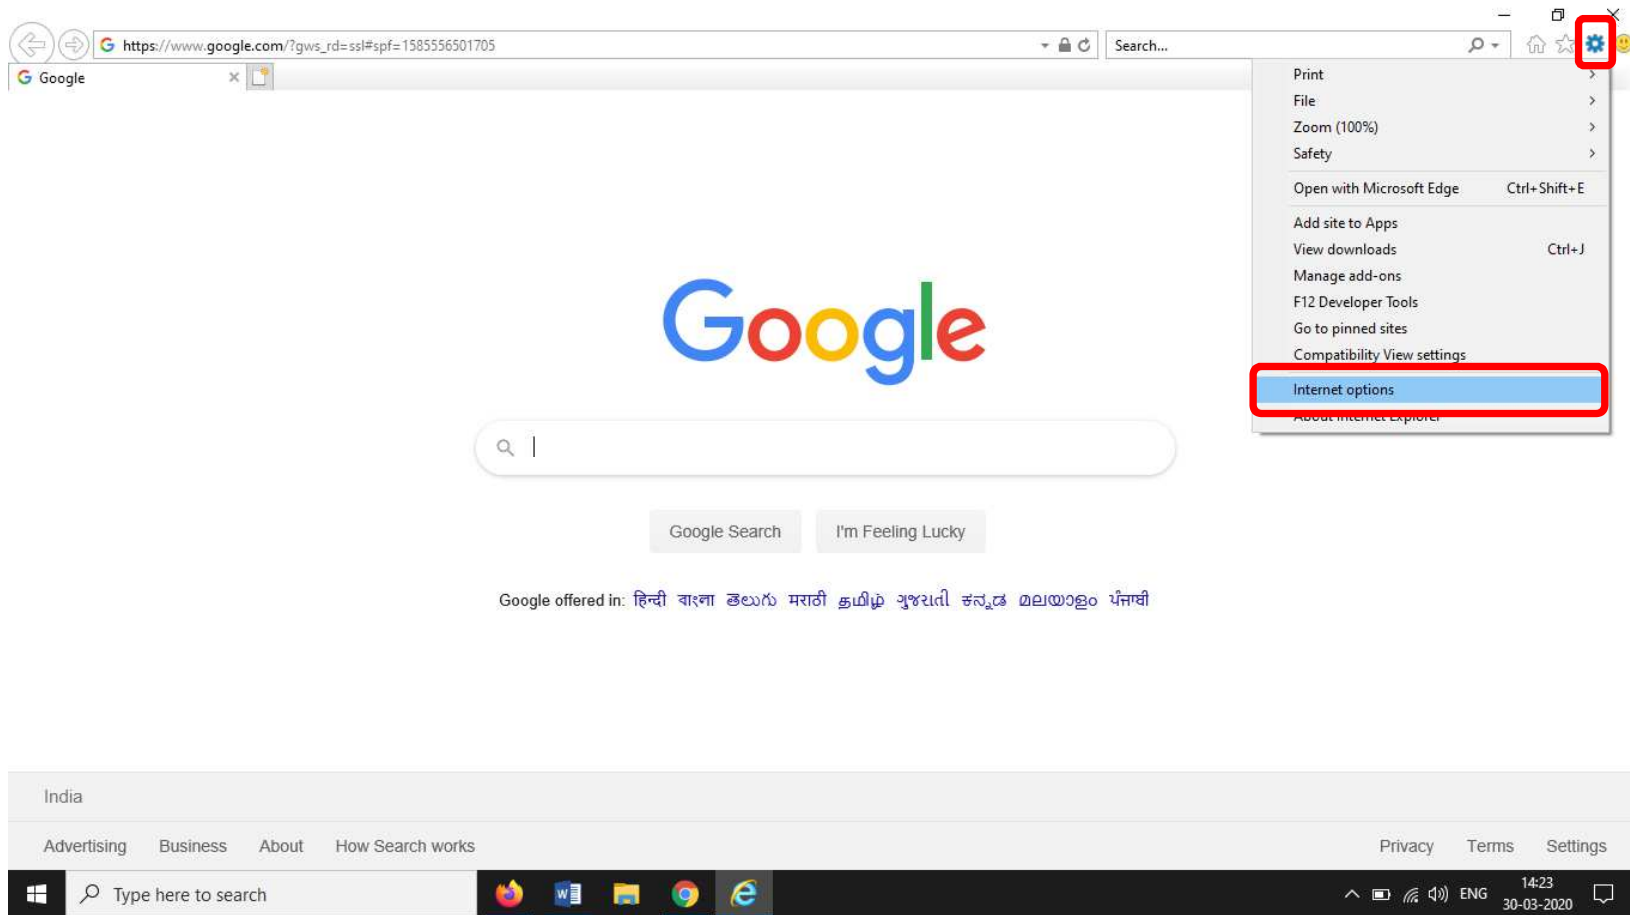 https://www.google.com/?gws_rd=ssl#spf=1585556501705
Search...
Google
Print
File
Zoom (100%)
Safety
Open with Microsoft Edge Ctrl+Shift+E
Add site to Apps
View downloads Ctrl+J
Manage add-ons
F12 Developer Tools
Go to pinned sites
Compatibility View settings
Internet options
About Internet Explorer
Google
Google Search
I'm Feeling Lucky
Google offered in: हिन्दी বাংলা తెలుగు मराठी தமிழ் ગુજરાતી ಕನ್ನಡ മലയാളം ਪੰਜਾਬੀ
India
Advertising Business About How Search works Privacy Terms Settings
Type here to search
ENG
14:23
30-03-2020